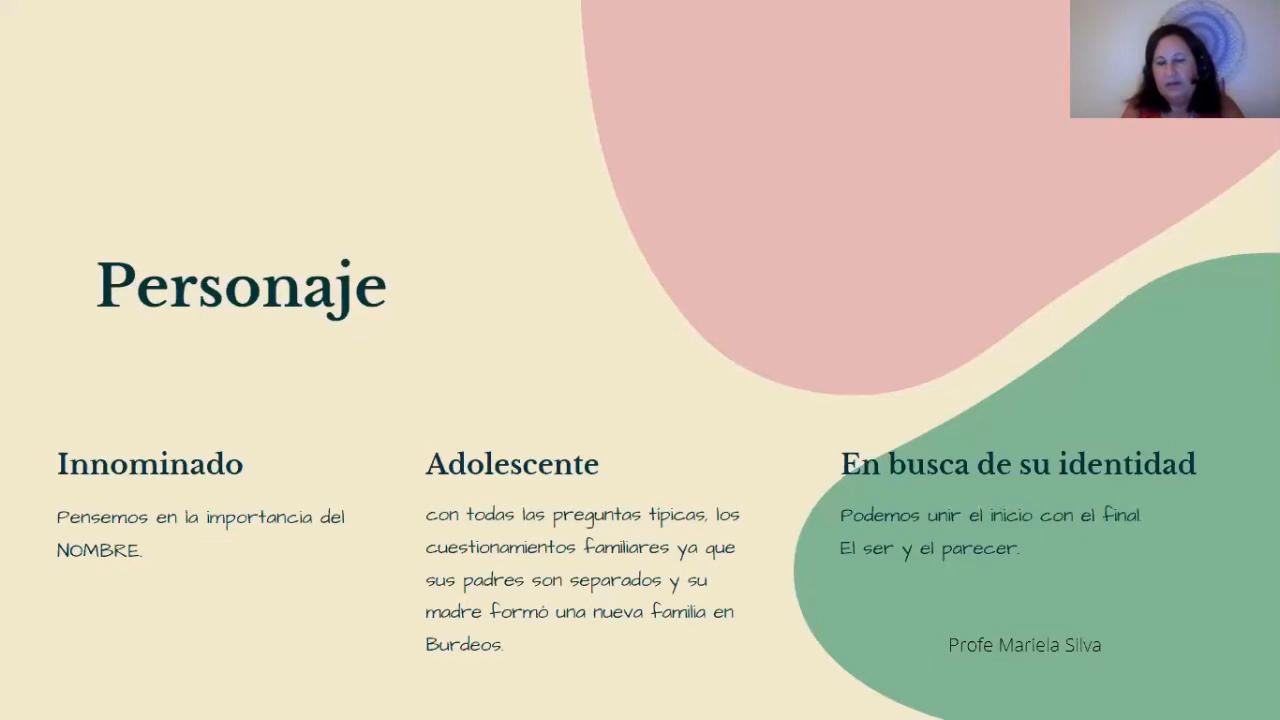 Personaje
Innominado
Pensemos en la importancia del
NOMBRE.
Adolescente
con todas las preguntas típicas, los
cuestionamientos familiares ya que
sus padres son separados y su
madre formó una nueva familia en
Burdeos.
En busca de su identidad
Podemos unir el inicio con el final.
El ser y el parecer.
Profe Mariela Silva